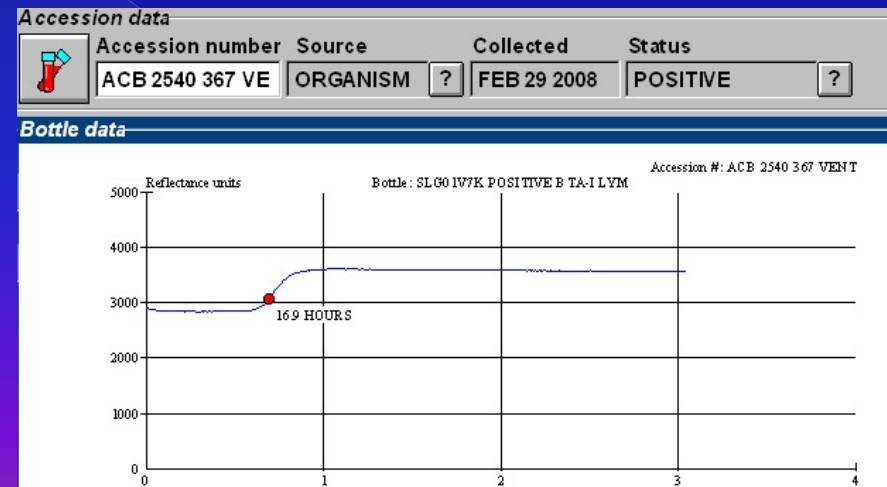 Accession data
Accession number Source Collected Status
ACB 2540 367 VE ORGANISM ? FEB 29 2008 POSITIVE ?
Bottle data
Accession #: ACB 2540 367 VENT
Reflectance units Bottle: SLG01V7K POSITIVE B TA-I LYM
5000
4000
3000
16.9 HOURS
2000
1000
0
0 1 2 3 4